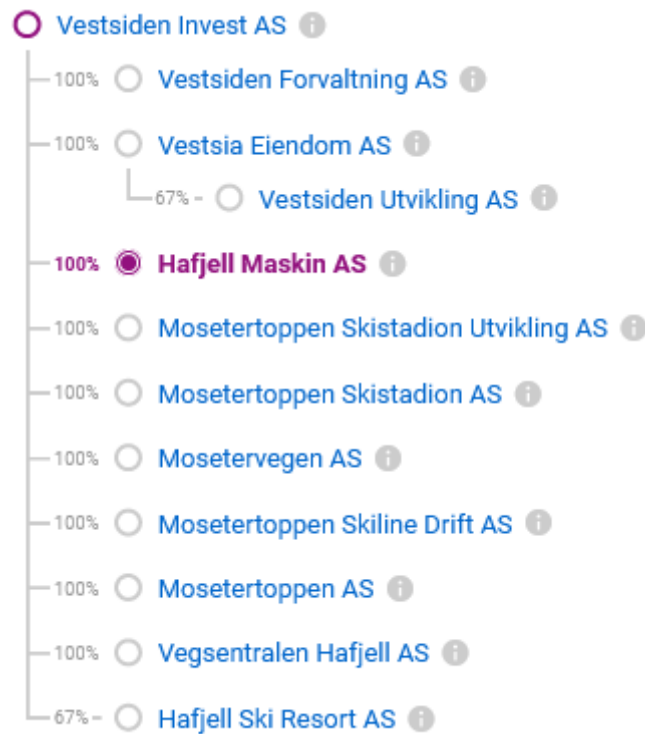 Vestsiden Invest AS
100% Vestsiden Forvaltning AS
100% Vestsia Eiendom AS
67% Vestsiden Utvikling AS
100% Hafjell Maskin AS
100% Mosetertoppen Skistadion Utvikling AS
100% Mosetertoppen Skistadion AS
100% Mosetervegen AS
100% Mosetertoppen Skiline Drift AS
100% Mosetertoppen AS
100% Vegsentralen Hafjell AS
67% Hafjell Ski Resort AS